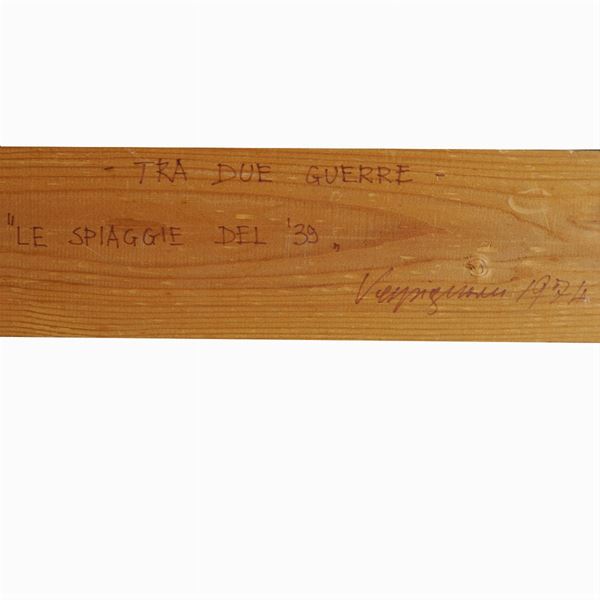 - TRA DUE GUERRE -
"LE SPIAGGIE DEL '39 „
Vespignani 1974